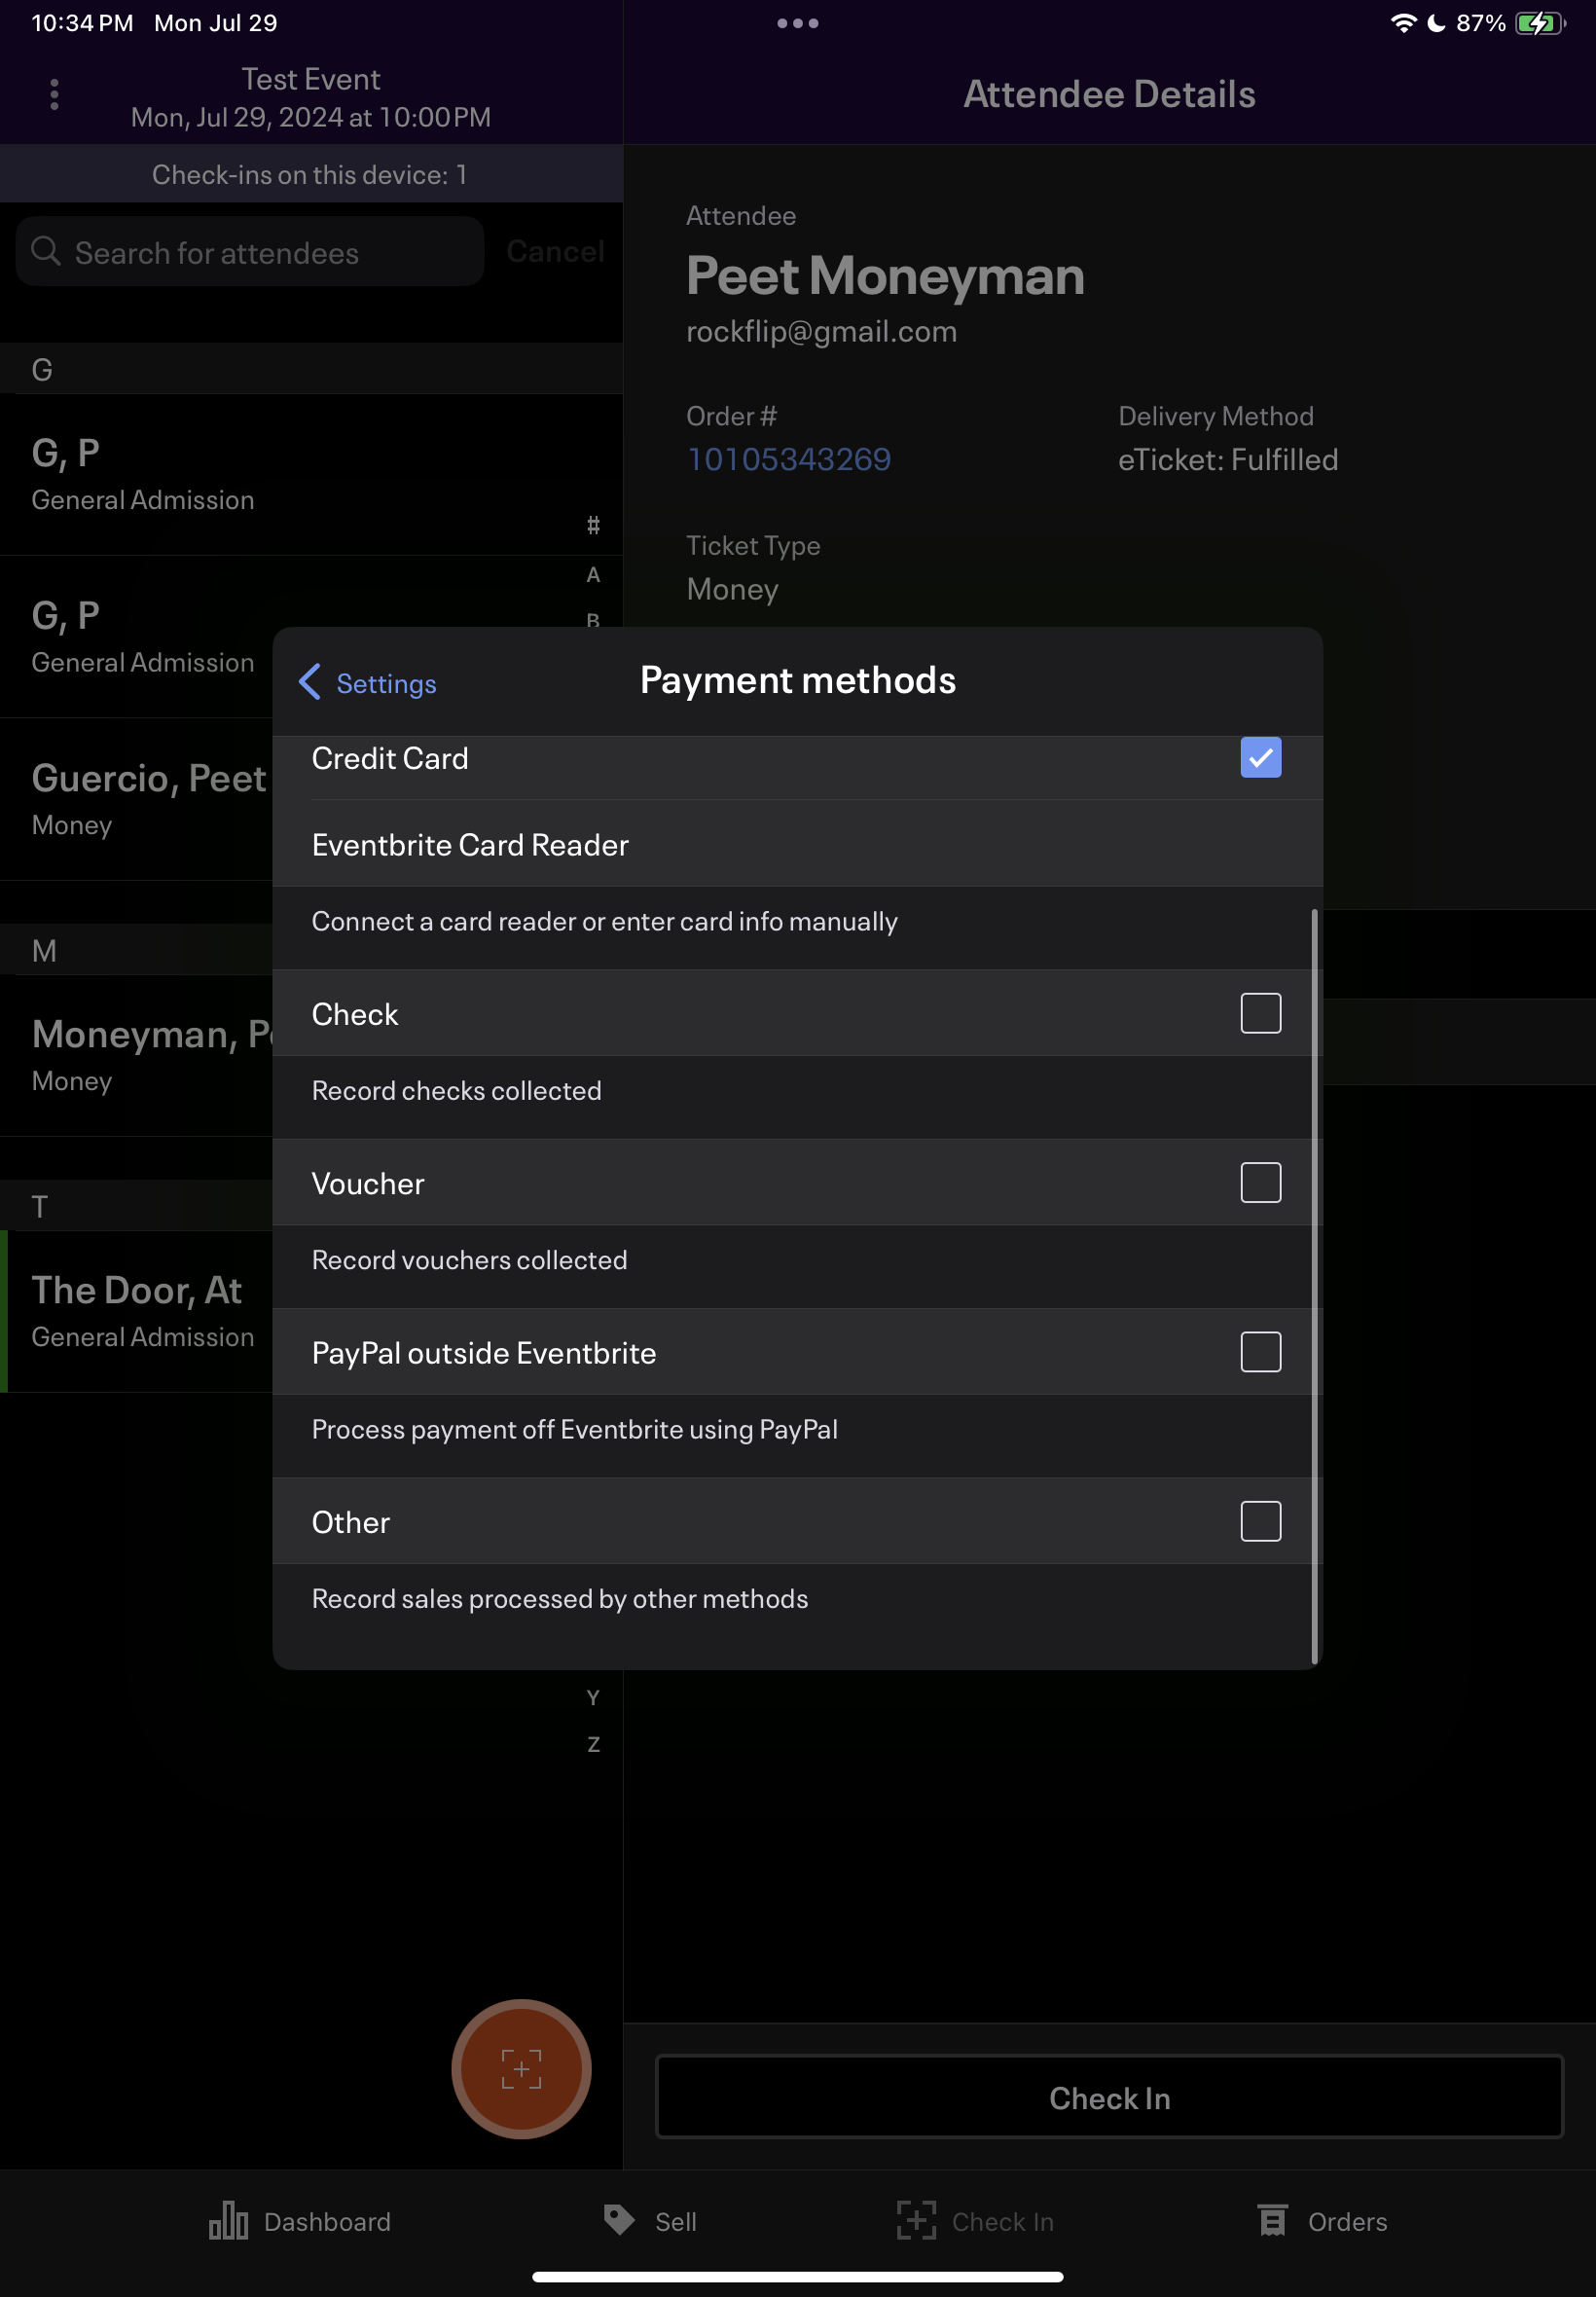 10:34 PM Mon Jul 29
87%
Test Event
Mon, Jul 29, 2024 at 10:00 PM
Check-ins on this device: 1
Search for attendees
Cancel
G
G, P
General Admission
G, P
General Admission
Guercio, Peet
Money
M
Moneyman, Pe
Money
T
The Door, At
General Admission
#
A
B
Y
Z
Attendee Details
Attendee
Peet Moneyman
rockflip@gmail.com
Order #
10105343269
Delivery Method
eTicket: Fulfilled
Ticket Type
Money
Settings
Payment methods
Credit Card
Eventbrite Card Reader
Connect a card reader or enter card info manually
Check
Record checks collected
Voucher
Record vouchers collected
PayPal outside Eventbrite
Process payment off Eventbrite using PayPal
Other
Record sales processed by other methods
Check In
Dashboard
Sell
Check In
Orders